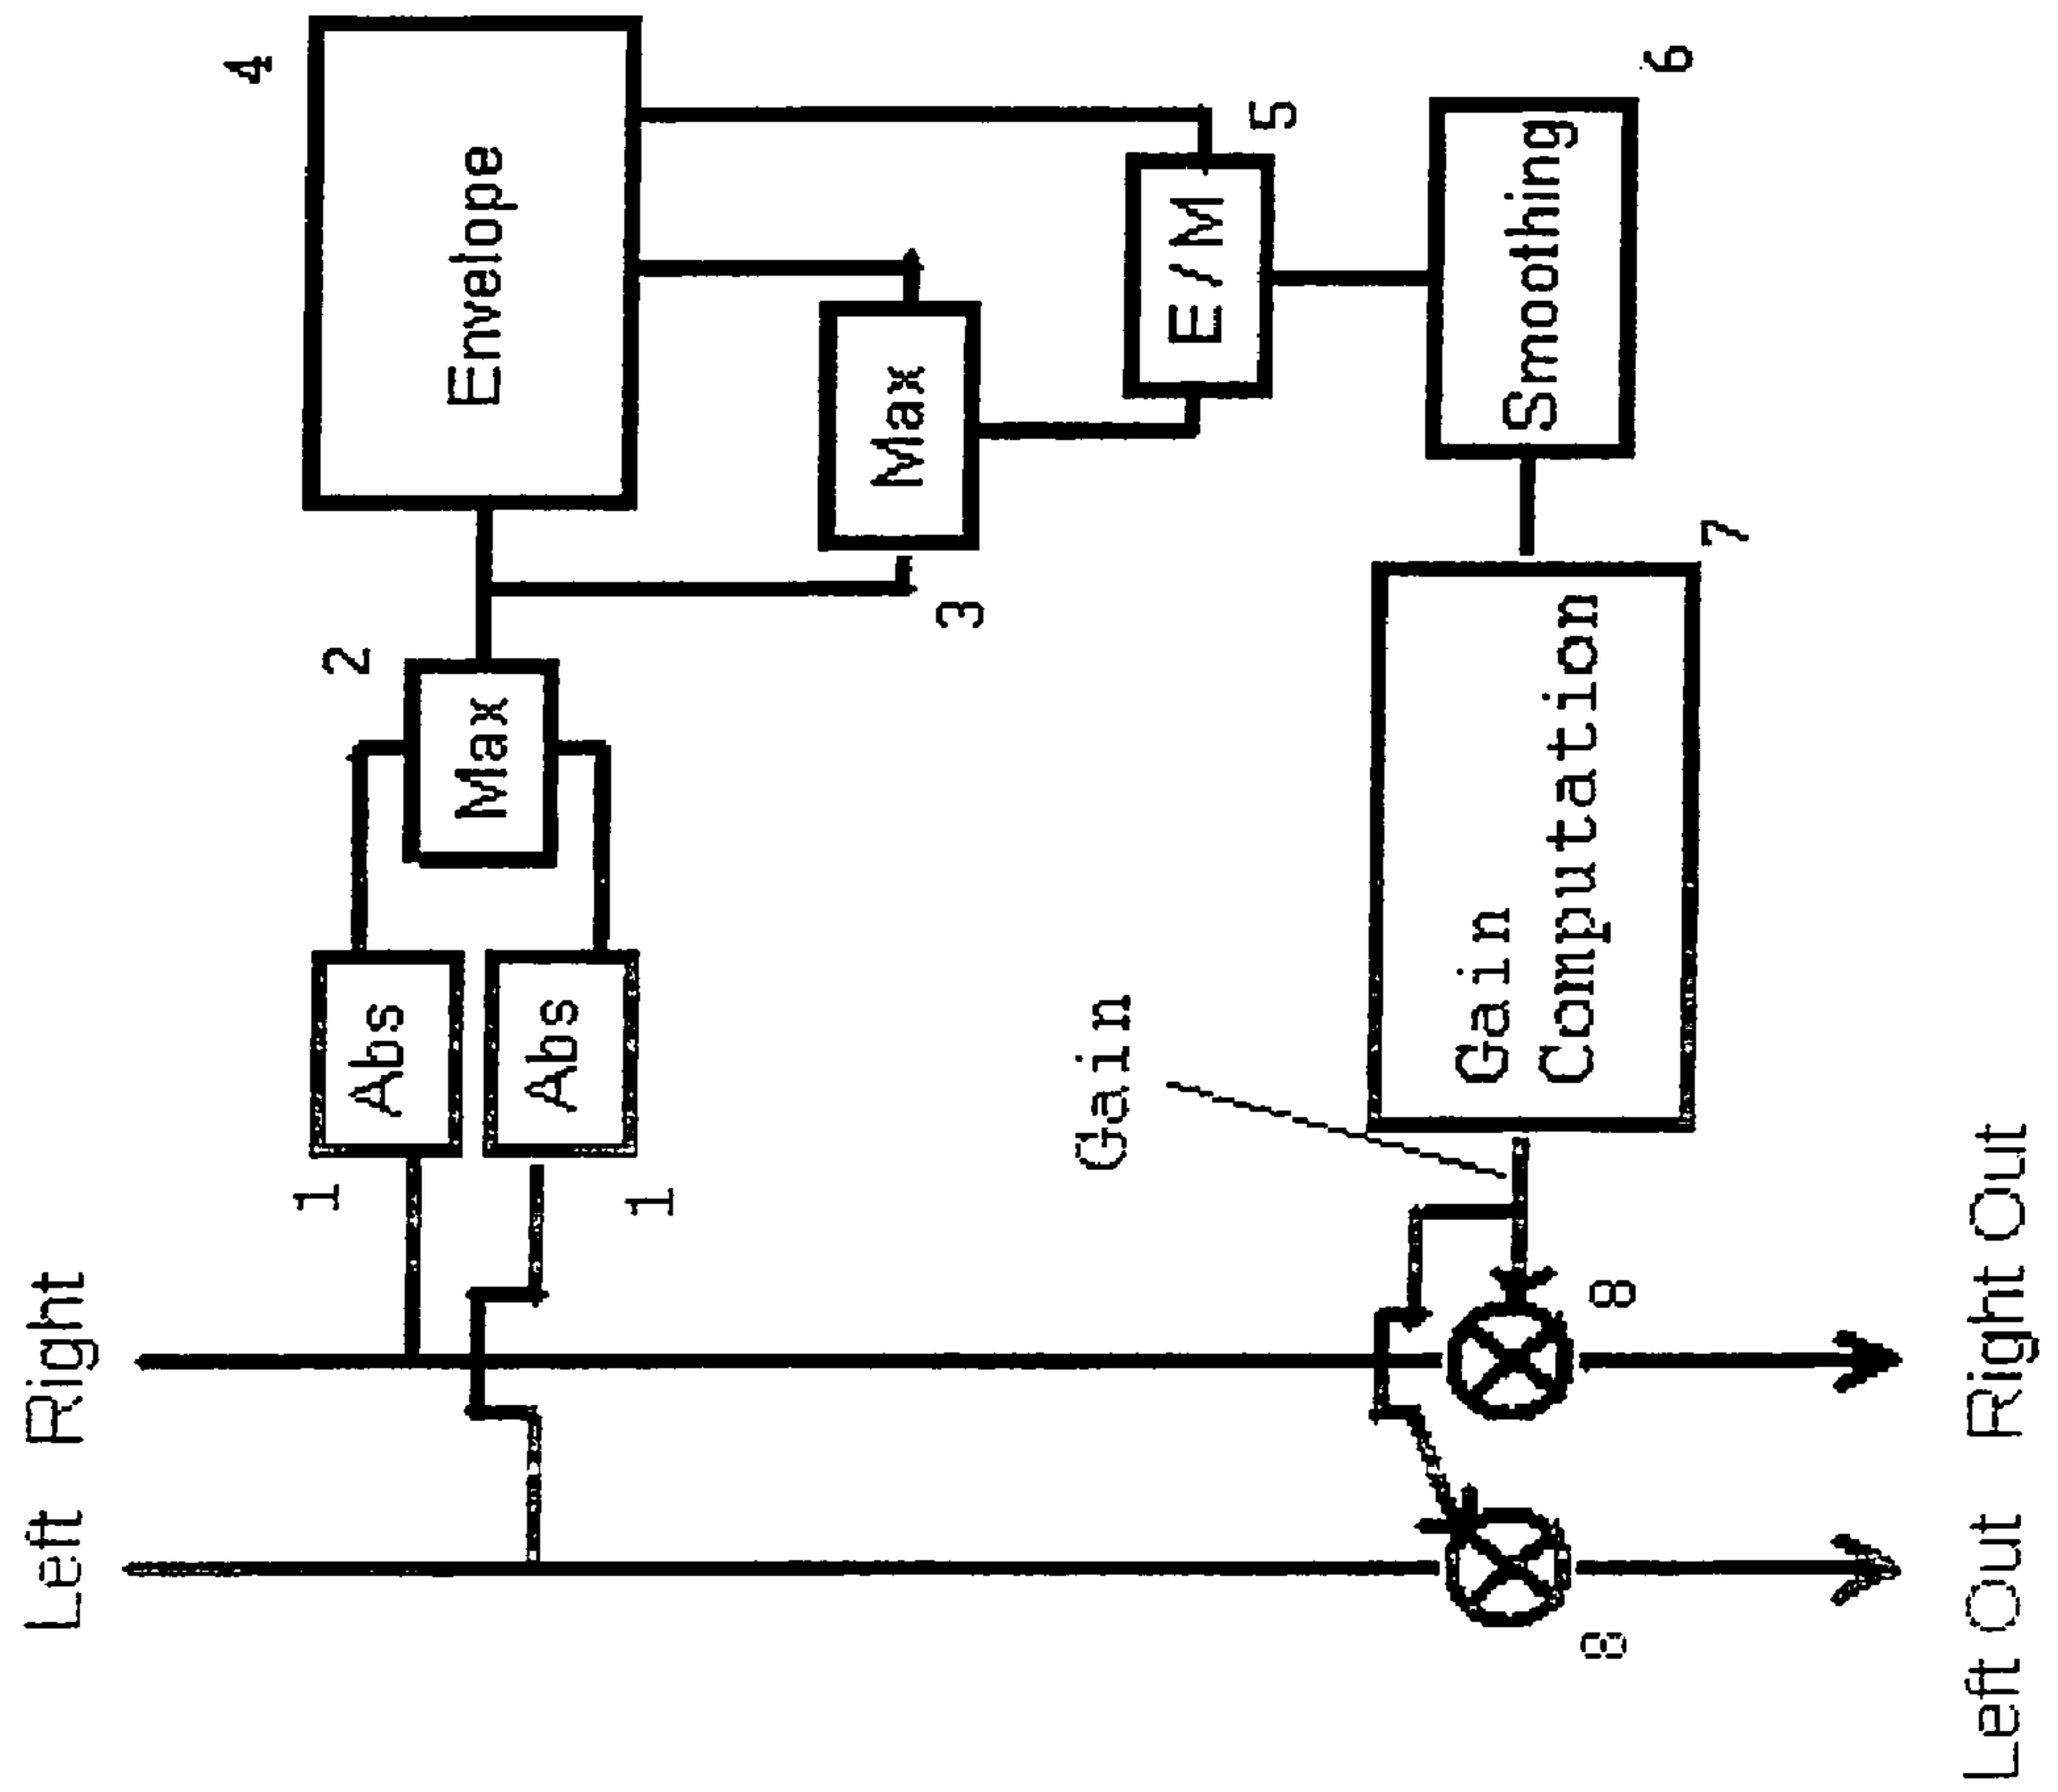 Left
Right
1
Abs
1
Abs
2
Max
3
Max
4
Envelope
5
E/M
6
Smoothing
7
Gain
Computation
Gain
8
8
Left Out
Right Out